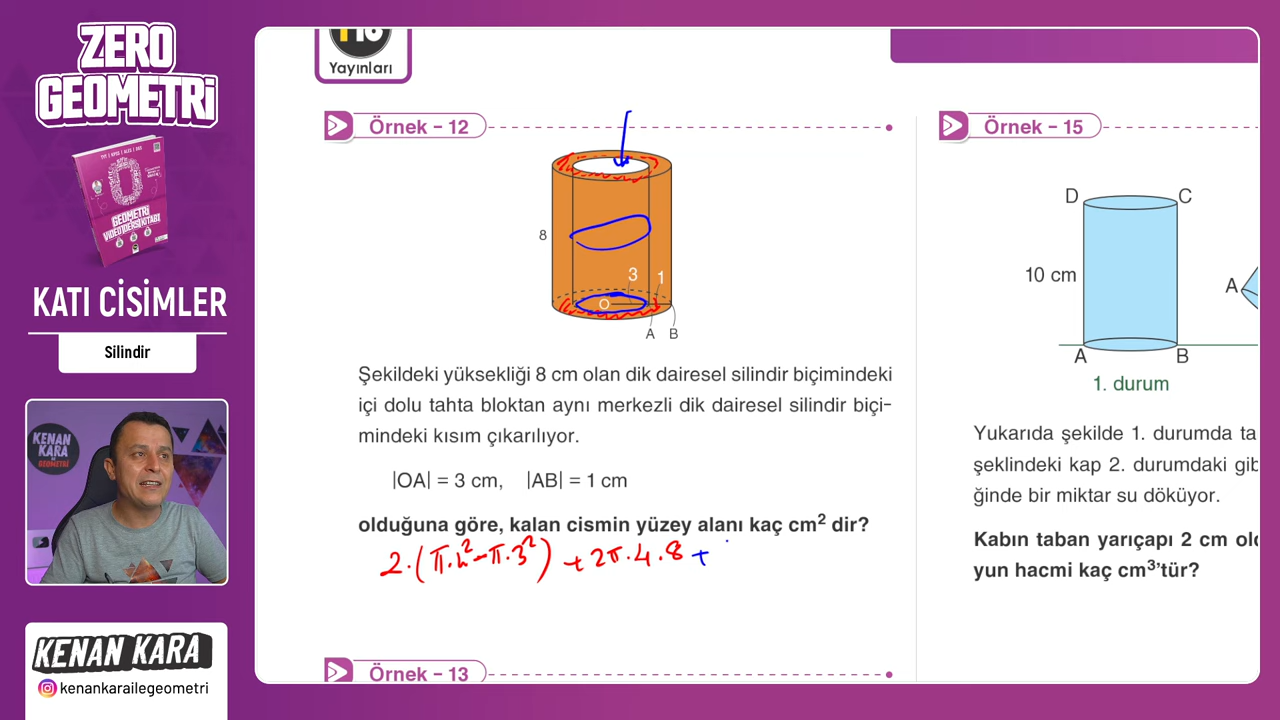 ZERO
GEOMETRİ
GEOMETRİ
VİDEO DERS KİTABI
KATI CİSİMLER
Silindir
KENAN
KARA
GEOMETRİ
KENAN KARA
kenankarailegeometri
Yayınları
Örnek – 12
8
3
1
O
A B
Şekildeki yüksekliği 8 cm olan dik dairesel silindir biçimindeki
içi dolu tahta bloktan aynı merkezli dik dairesel silindir biçi-
mindeki kısım çıkarılıyor.
|OA| = 3 cm, |AB| = 1 cm
olduğuna göre, kalan cismin yüzey alanı kaç cm² dir?
2.(π.4²-π.3²) + 2π.4.8 +
Örnek – 13
Örnek – 15
D C
10 cm
A
A B
1. durum
Yukarıda şekilde 1. durumda ta
şeklindeki kap 2. durumdaki gib
ğinde bir miktar su döküyor.
Kabın taban yarıçapı 2 cm old
yun hacmi kaç cm³'tür?